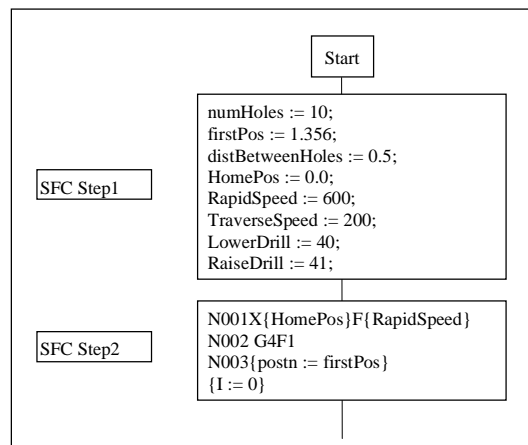 Start
numHoles := 10;
firstPos := 1.356;
distBetweenHoles := 0.5;
HomePos := 0.0;
SFC Step1
RapidSpeed := 600;
TraverseSpeed := 200;
LowerDrill := 40;
RaiseDrill := 41;
N001X{HomePos}F{RapidSpeed}
N002 G4F1
SFC Step2
N003{postn := firstPos}
{I := 0}